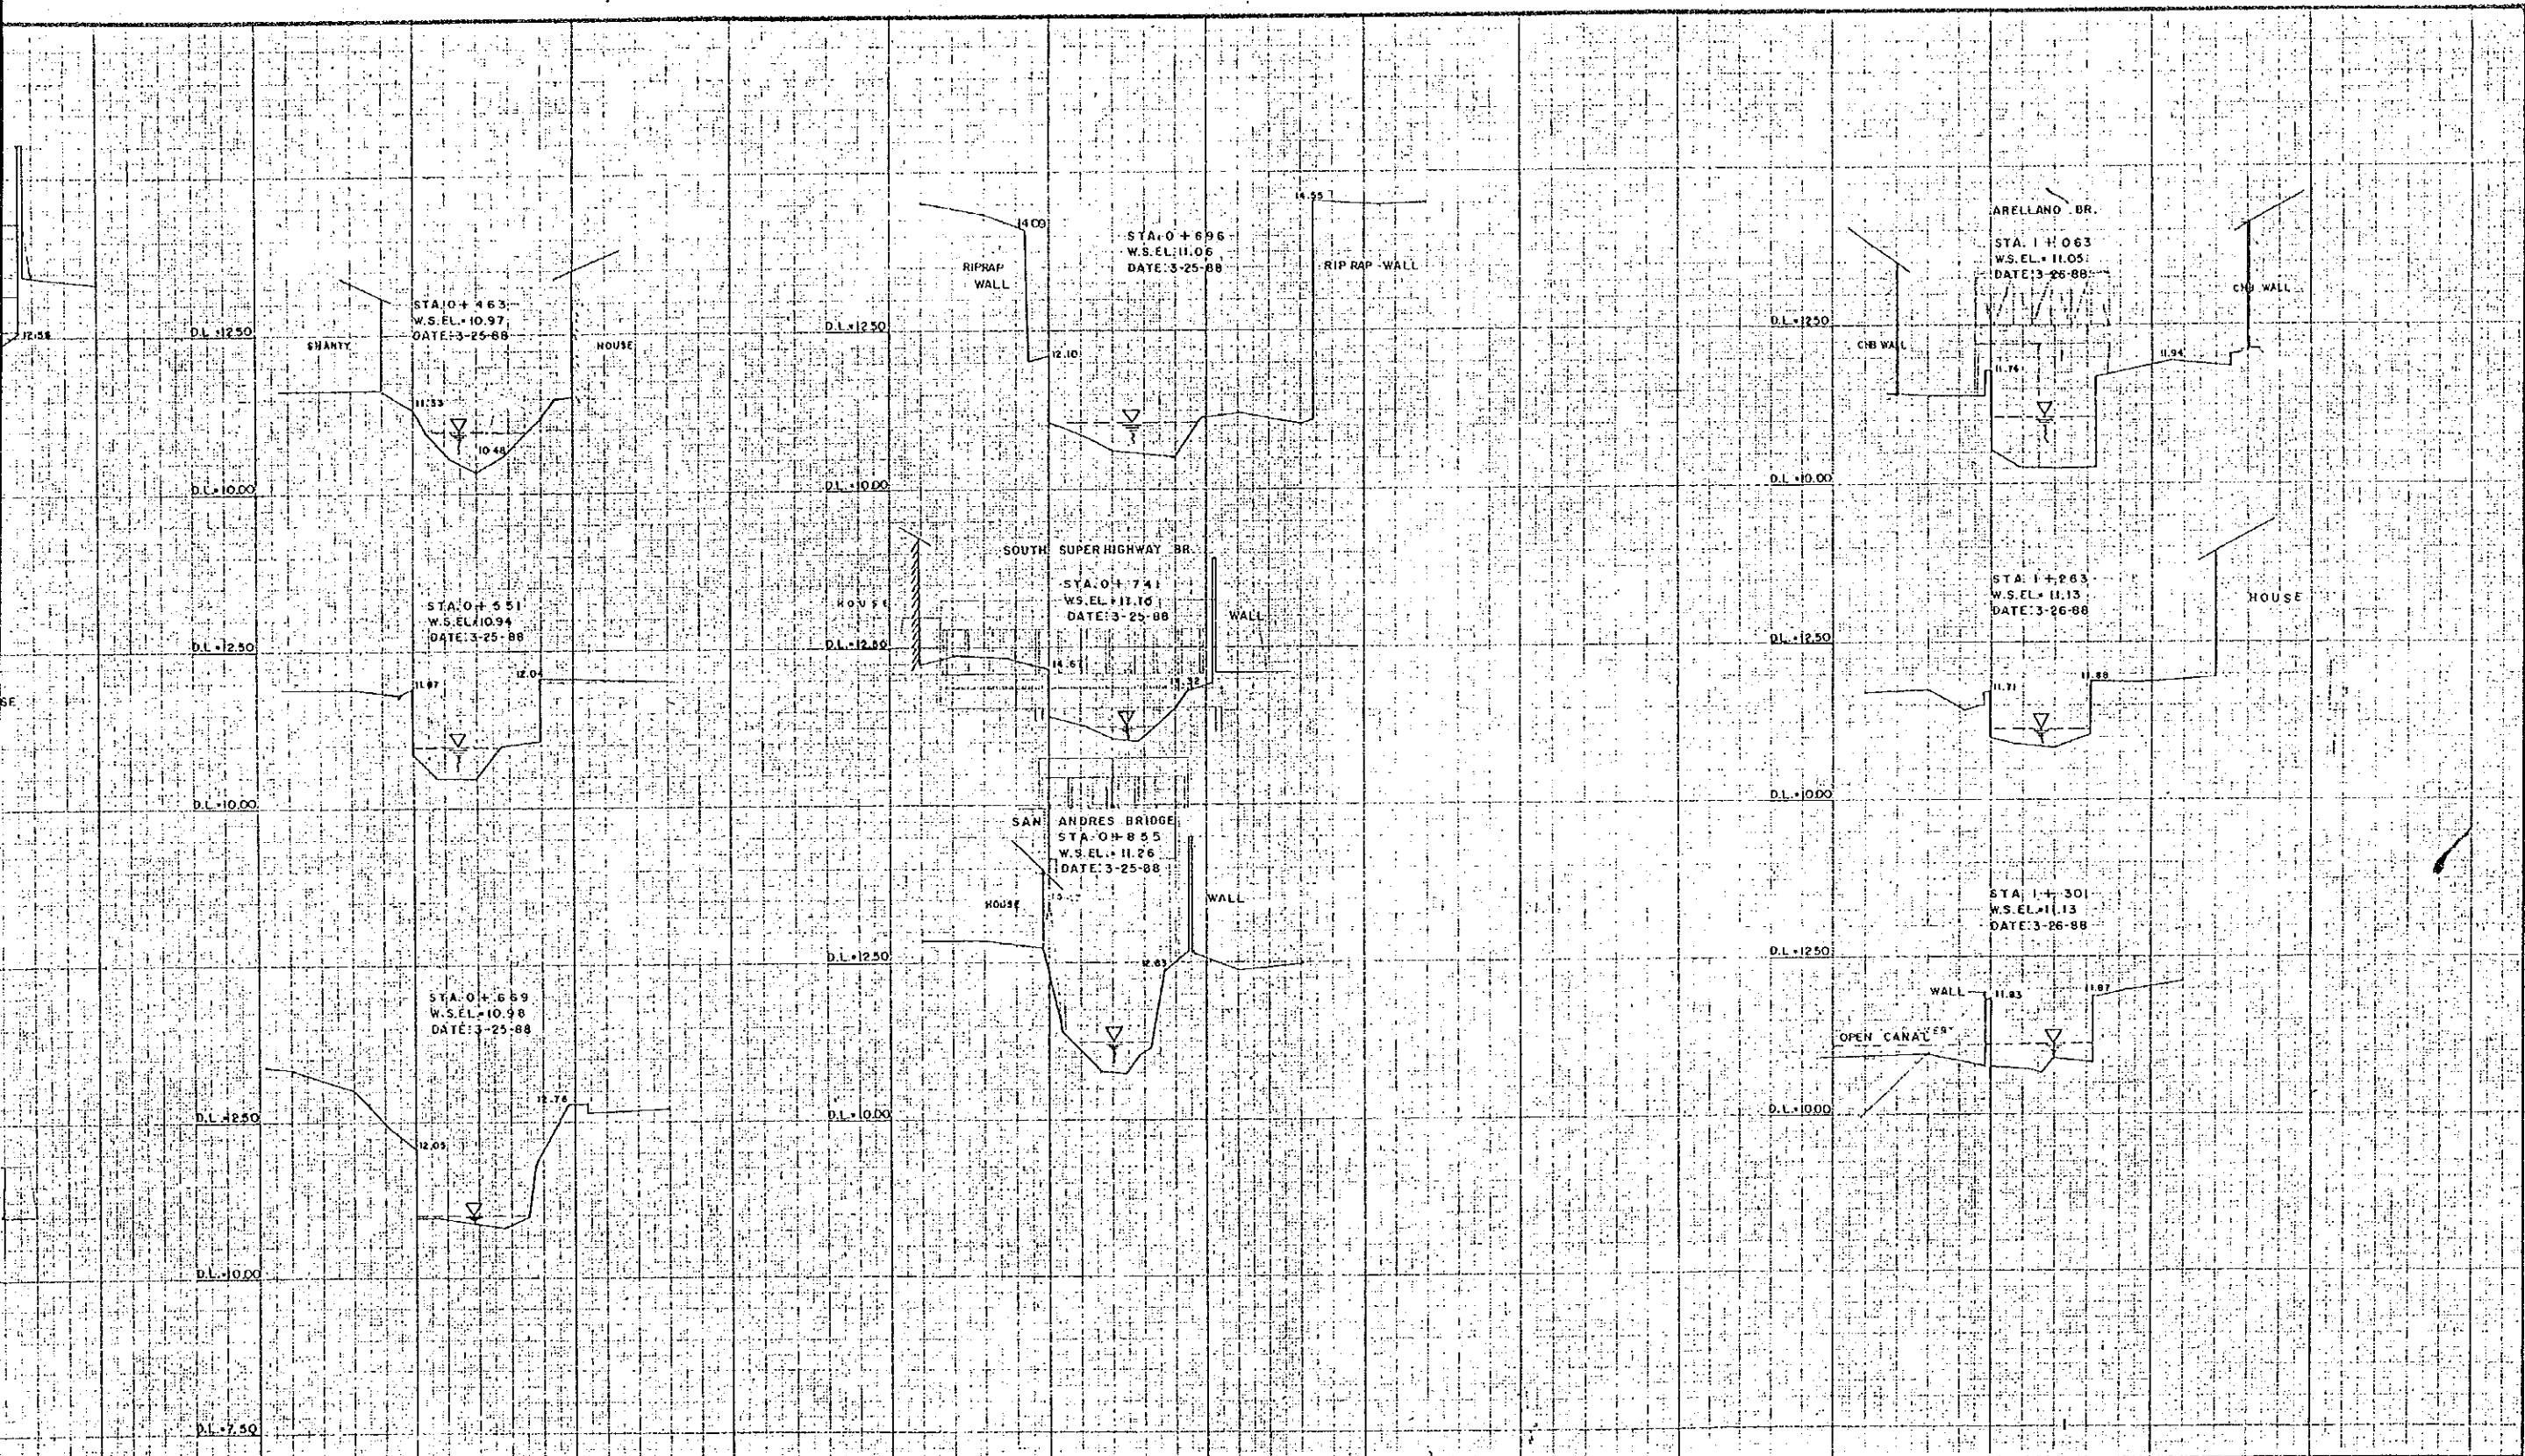 12.58
SE
STA. 0 + 463
W.S.EL. = 10.97
DATE: 3-25-88
D.L. = 12.50
SHANTY
HOUSE
11.33
10.48
D.L. = 10.00
STA. 0 + 551
W.S.EL. 10.94
DATE: 3-25-88
D.L. = 12.50
11.87
12.04
D.L. = 10.00
STA. 0 + 669
W.S.EL. = 10.98
DATE: 3-25-88
12.76
D.L. = 12.50
12.05
D.L. = 10.00
D.L. = 7.50
14.55
14.00
STA. 0 + 696
W.S.EL. 11.06
DATE: 3-25-88
RIPRAP
WALL
RIP RAP WALL
D.L. = 12.50
12.10
D.L. = 10.00
SOUTH SUPER HIGHWAY BR.
STA. 0 + 741
W.S.EL. = 11.10
DATE: 3-25-88
HOUSE
WALL
SAN ANDRES BRIDGE
STA. 0 + 855
W.S.EL. = 11.26
DATE: 3-25-88
HOUSE
WALL
D.L. = 12.50
12.63
D.L. = 10.00
ARELLANO BR.
STA. 1 + 063
W.S.EL. = 11.05
DATE: 3-26-88
CHB WALL
D.L. = 12.50
CHB WALL
11.94
11.76
D.L. = 10.00
STA. 1 + 263
W.S.EL. = 11.13
DATE: 3-26-88
HOUSE
D.L. = 12.50
11.71
11.88
D.L. = 10.00
STA. 1 + 301
W.S.EL. = 11.13
DATE: 3-26-88
D.L. = 12.50
WALL
11.83
11.87
OPEN CANAL
D.L. = 10.00